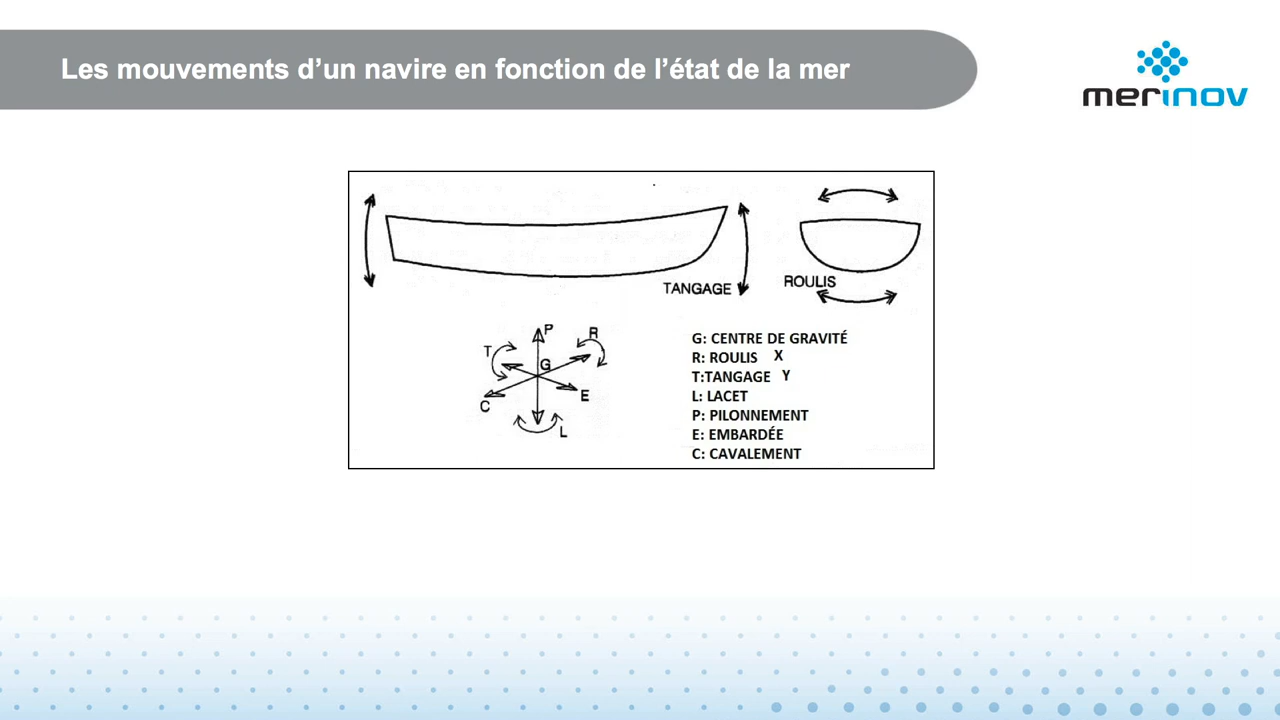 Les mouvements d’un navire en fonction de l’état de la mer
merinov
TANGAGE
ROULIS
P
R
T
G
C
E
L
G: CENTRE DE GRAVITÉ
R: ROULIS X
T:TANGAGE Y
L: LACET
P: PILONNEMENT
E: EMBARDÉE
C: CAVALEMENT